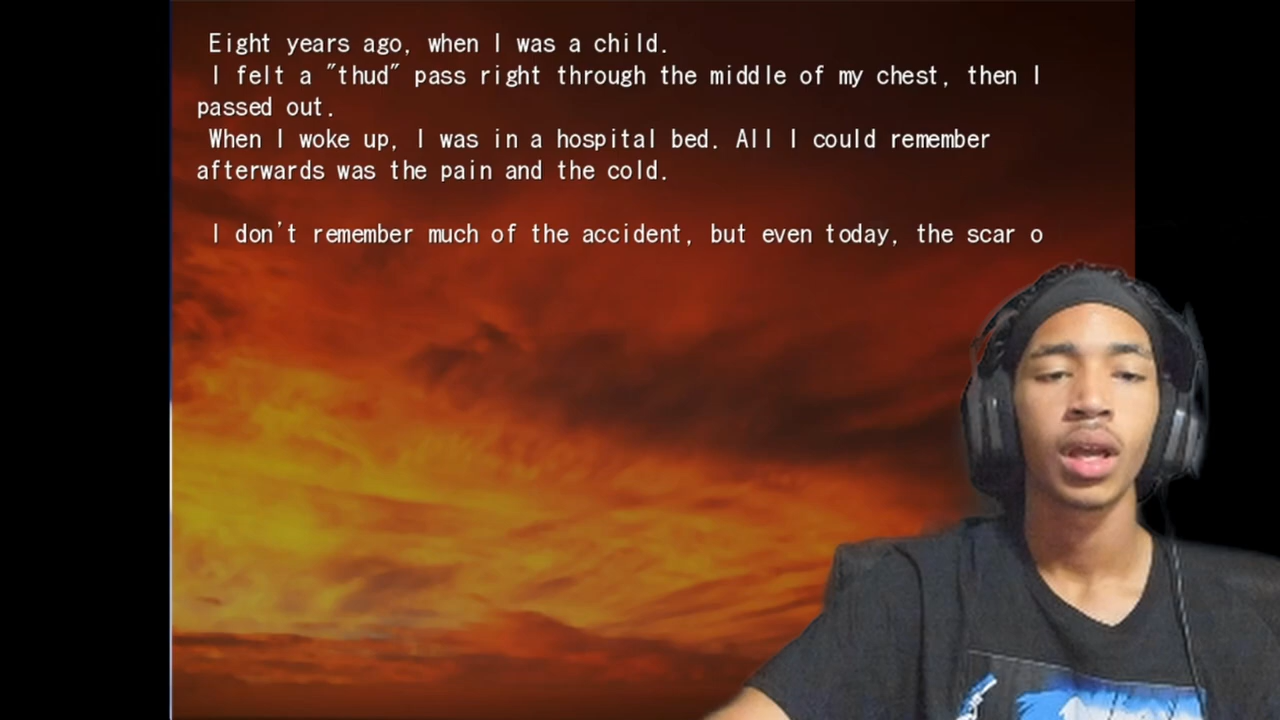 Eight years ago, when I was a child.
I felt a "thud" pass right through the middle of my chest, then I
passed out.
When I woke up, I was in a hospital bed. All I could remember
afterwards was the pain and the cold.
I don't remember much of the accident, but even today, the scar o